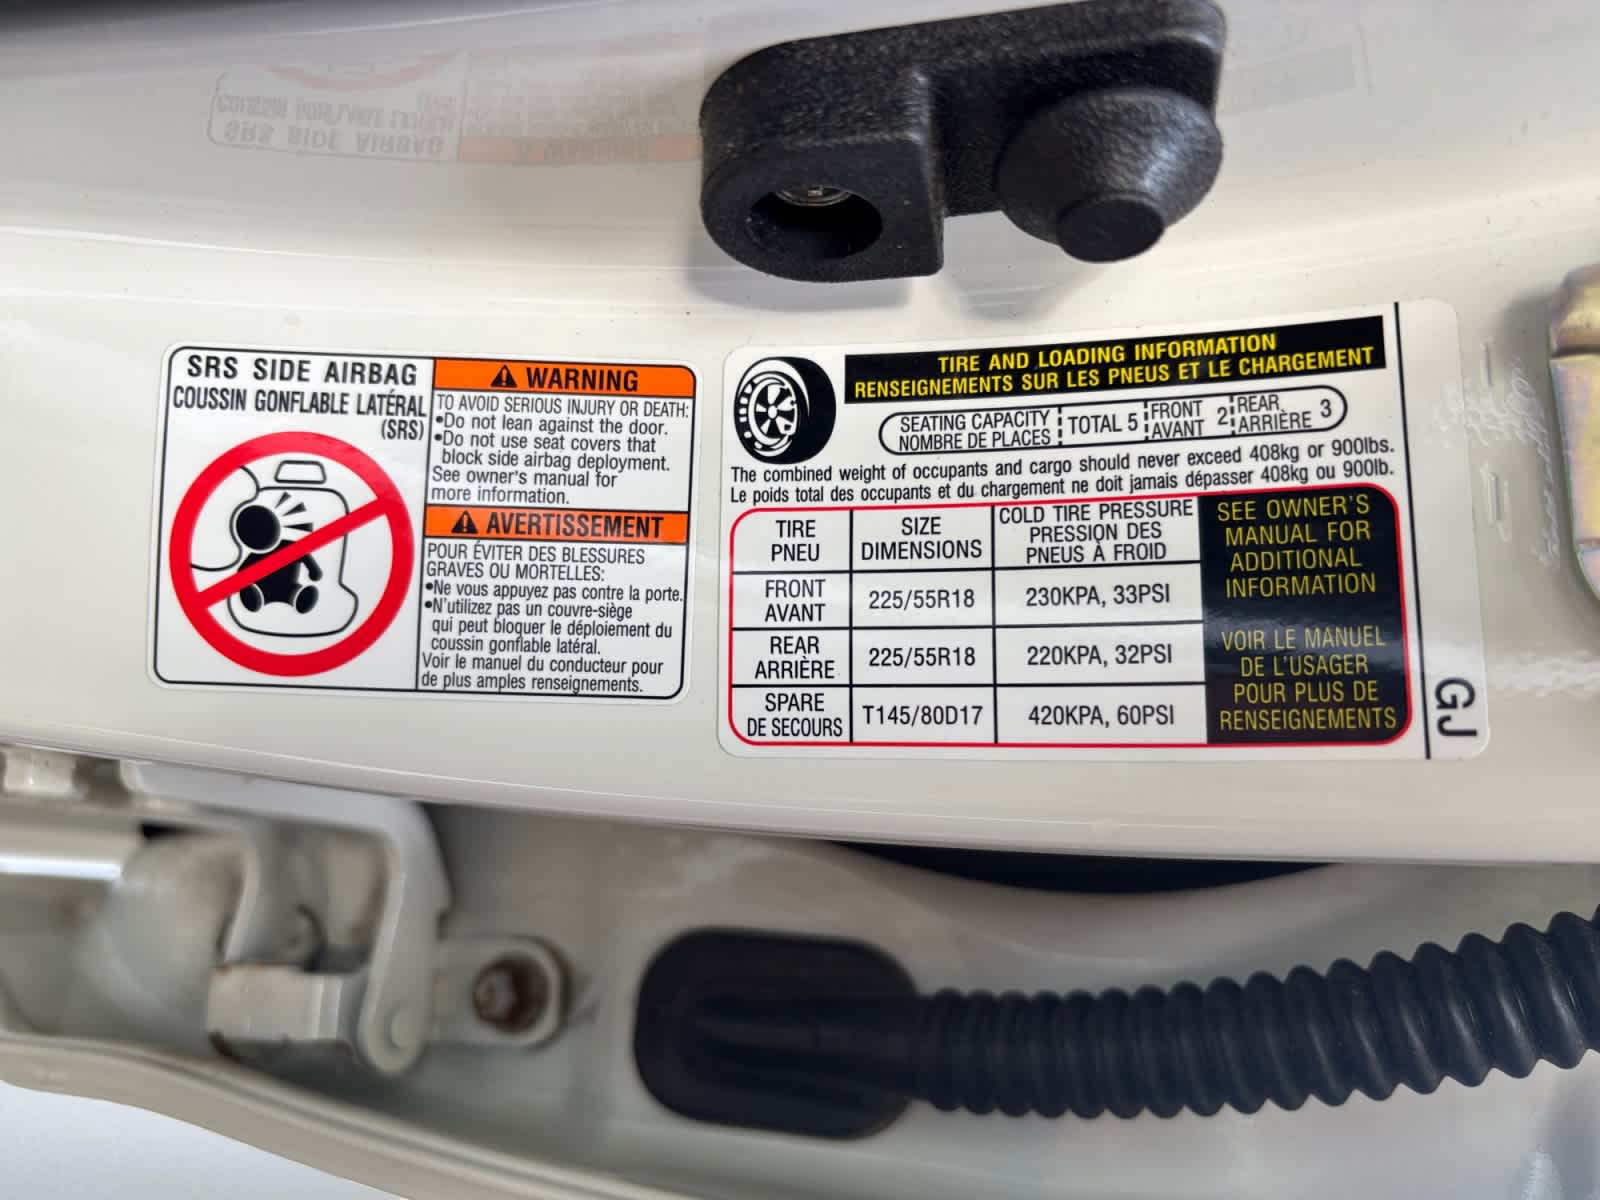 SRS SIDE AIRBAG
COUSSIN GONFLABLE LATÉRAL
(SRS)
WARNING
TO AVOID SERIOUS INJURY OR DEATH:
•Do not lean against the door.
•Do not use seat covers that
block side airbag deployment.
See owner's manual for
more information.
AVERTISSEMENT
POUR ÉVITER DES BLESSURES
GRAVES OU MORTELLES:
•Ne vous appuyez pas contre la porte.
•N'utilizez pas un couvre-siège
qui peut bloquer le déploiement du
coussin gonflable latéral.
Voir le manuel du conducteur pour
de plus amples renseignements.
TIRE AND LOADING INFORMATION
RENSEIGNEMENTS SUR LES PNEUS ET LE CHARGEMENT
SEATING CAPACITY
NOMBRE DE PLACES
TOTAL 5
FRONT
AVANT 2
REAR
ARRIÈRE 3
The combined weight of occupants and cargo should never exceed 408kg or 900lbs.
Le poids total des occupants et du chargement ne doit jamais dépasser 408kg ou 900lb.
TIRE
PNEU
SIZE
DIMENSIONS
COLD TIRE PRESSURE
PRESSION DES
PNEUS À FROID
FRONT
AVANT
225/55R18
230KPA, 33PSI
REAR
ARRIÈRE
225/55R18
220KPA, 32PSI
SPARE
DE SECOURS
T145/80D17
420KPA, 60PSI
SEE OWNER'S
MANUAL FOR
ADDITIONAL
INFORMATION
VOIR LE MANUEL
DE L'USAGER
POUR PLUS DE
RENSEIGNEMENTS
GJ